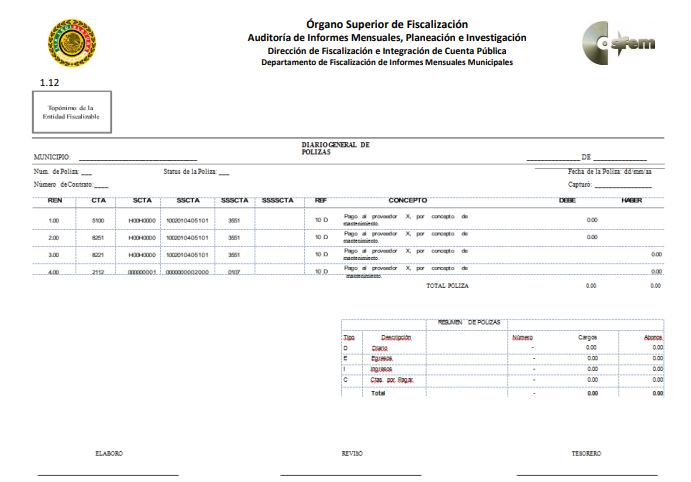 Órgano Superior de Fiscalización
Auditoría de Informes Mensuales, Planeación e Investigación
Dirección de Fiscalización e Integración de Cuenta Pública
Departamento de Fiscalización de Informes Mensuales Municipales
osfem
1.12
Topónimo de la
Entidad Fiscalizable
DIARIO GENERAL DE
POLIZAS
MUNICIPIO: ________________ DE ________________
Num. de Poliza: ___ Status de la Poliza: ___ Fecha de la Poliza: dd/mm/aa
Número de Contrato: ____ Capturó: ________________
REN CTA SCTA SSCTA SSSCTA SSSSCTA REF CONCEPTO DEBE HABER
1.00 5100 H00H0000 1002010405101 3551 10 D Pago al proveedor X, por concepto de mantenimiento. 0.00
2.00 8251 H00H0000 1002010405101 3551 10 D Pago al proveedor X, por concepto de mantenimiento. 0.00
3.00 8221 H00H0000 1002010405101 3551 10 D Pago al proveedor X, por concepto de mantenimiento. 0.00
4.00 2112 000000001 0000000002000 0107 10 D Pago al proveedor X, por concepto de mantenimiento. 0.00
TOTAL POLIZA 0.00 0.00
RESUMEN DE POLIZAS
Tipo Descripción Número Cargos Abonos
D Diario - 0.00 0.00
E Egresos - 0.00 0.00
I Ingresos - 0.00 0.00
C Ctas. por. Pagar. - 0.00 0.00
Total - 0.00 0.00
ELABORÓ REVISÓ TESORERO